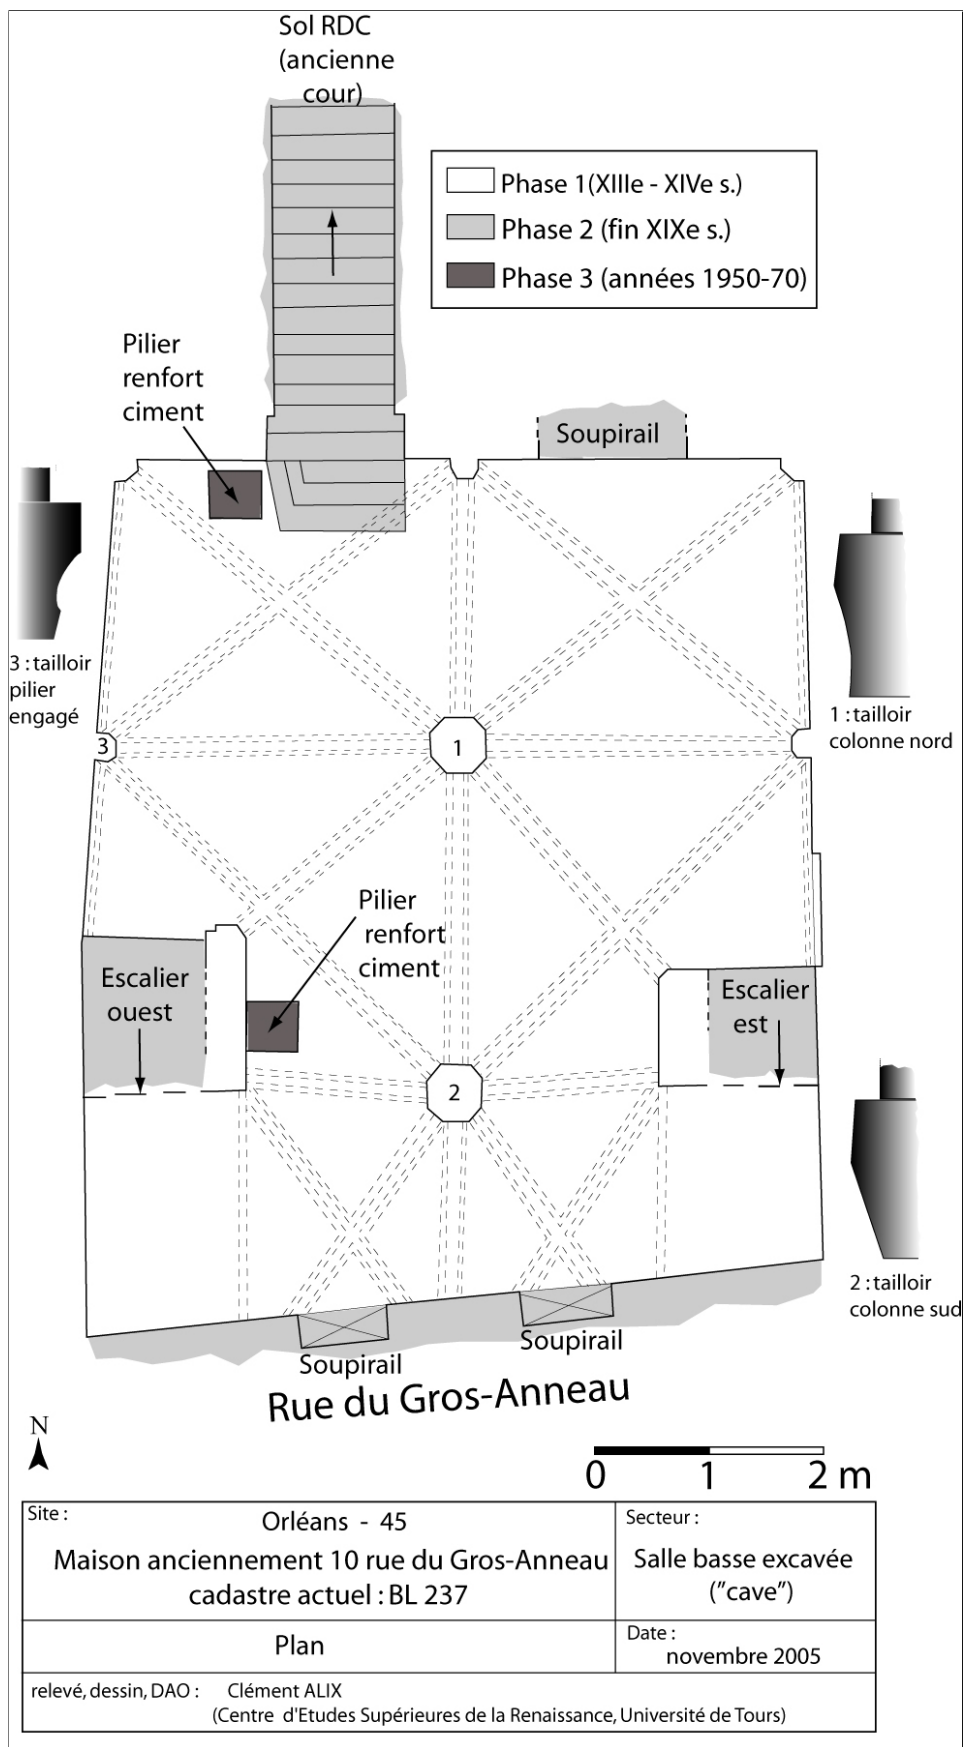 Sol RDC
(ancienne
cour)
Phase 1(XIIIe - XIVe s.)
Phase 2 (fin XIXe s.)
Phase 3 (années 1950-70)
Pilier
renfort
ciment
Soupirail
3 : tailloir
pilier
engagé
1 : tailloir
colonne nord
3
1
Pilier
renfort
ciment
Escalier
ouest
Escalier
est
2
2 : tailloir
colonne sud
Soupirail
Soupirail
Rue du Gros-Anneau
N
0 1 2 m
Site :
Orléans - 45
Maison anciennement 10 rue du Gros-Anneau
cadastre actuel : BL 237
Secteur :
Salle basse excavée
("cave")
Plan
Date :
novembre 2005
relevé, dessin, DAO : Clément ALIX
(Centre d'Etudes Supérieures de la Renaissance, Université de Tours)